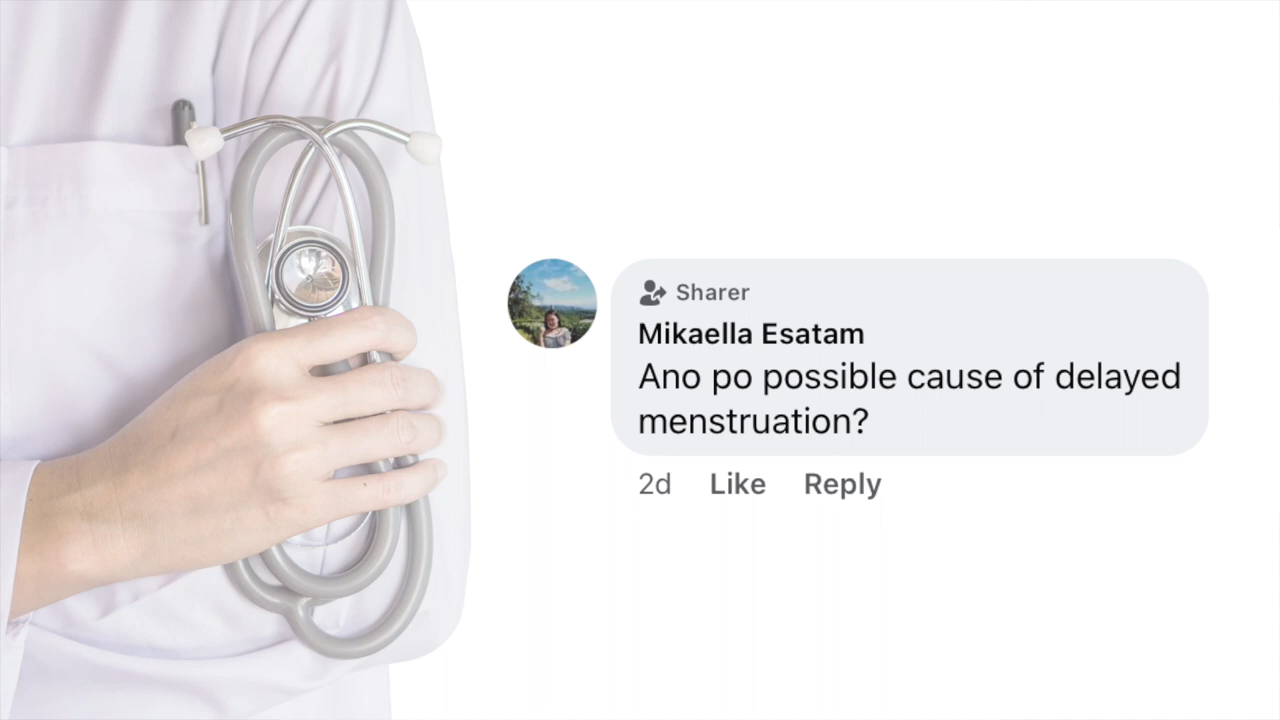 Sharer
Mikaella Esatam
Ano po possible cause of delayed
menstruation?
2d Like Reply